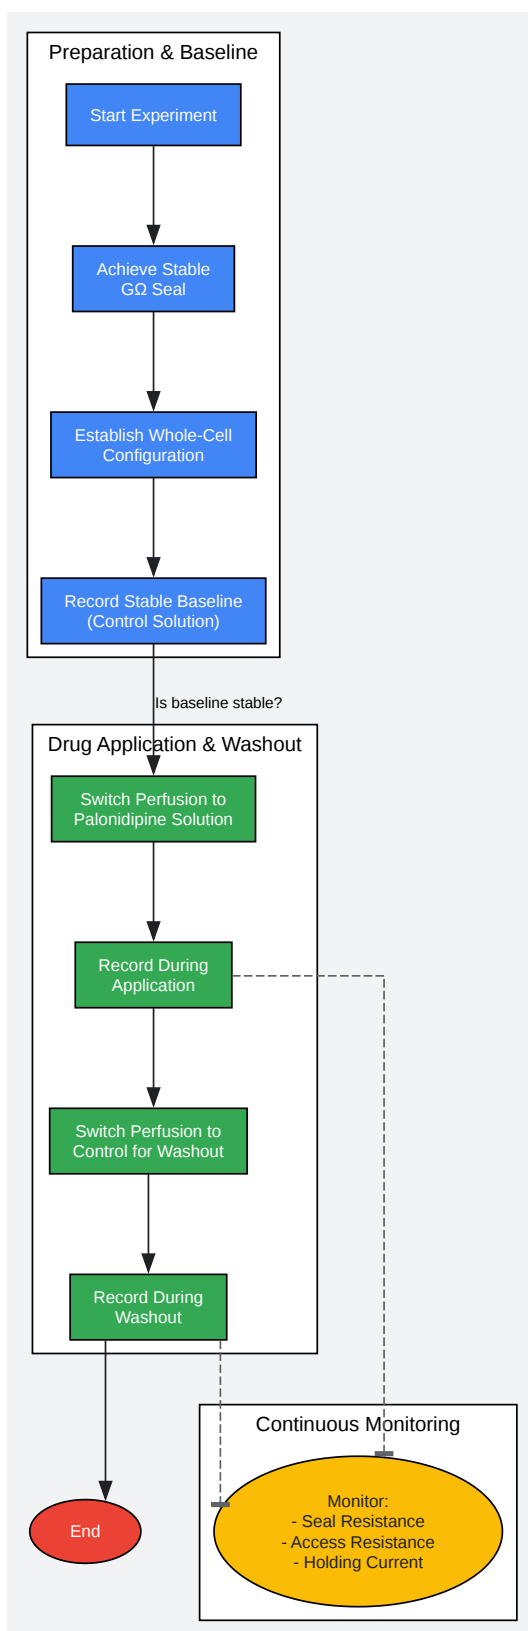 Preparation & Baseline
Start Experiment
Achieve Stable
GΩ Seal
Establish Whole-Cell
Configuration
Record Stable Baseline
(Control Solution)
Is baseline stable?
Drug Application & Washout
Switch Perfusion to
Palonidipine Solution
Record During
Application
Switch Perfusion to
Control for Washout
Record During
Washout
Continuous Monitoring
Monitor:
- Seal Resistance
- Access Resistance
- Holding Current
End